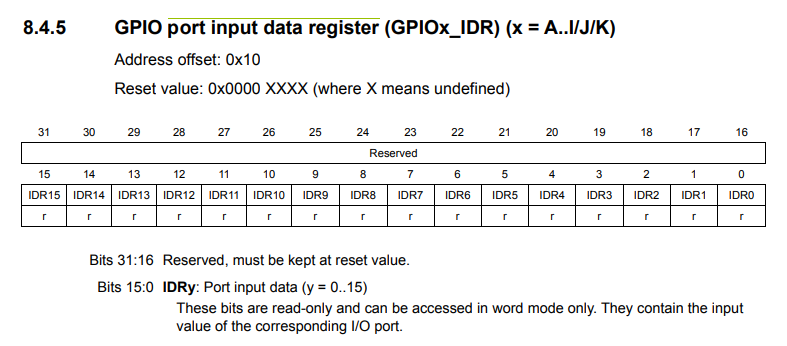 8.4.5 GPIO port input data register (GPIOx_IDR) (x = A..I/J/K)
Address offset: 0x10
Reset value: 0x0000 XXXX (where X means undefined)
31 30 29 28 27 26 25 24 23 22 21 20 19 18 17 16
Reserved
15 14 13 12 11 10 9 8 7 6 5 4 3 2 1 0
IDR15 IDR14 IDR13 IDR12 IDR11 IDR10 IDR9 IDR8 IDR7 IDR6 IDR5 IDR4 IDR3 IDR2 IDR1 IDR0
r r r r r r r r r r r r r r r r
Bits 31:16 Reserved, must be kept at reset value.
Bits 15:0 IDRy: Port input data (y = 0..15)
These bits are read-only and can be accessed in word mode only. They contain the input
value of the corresponding I/O port.